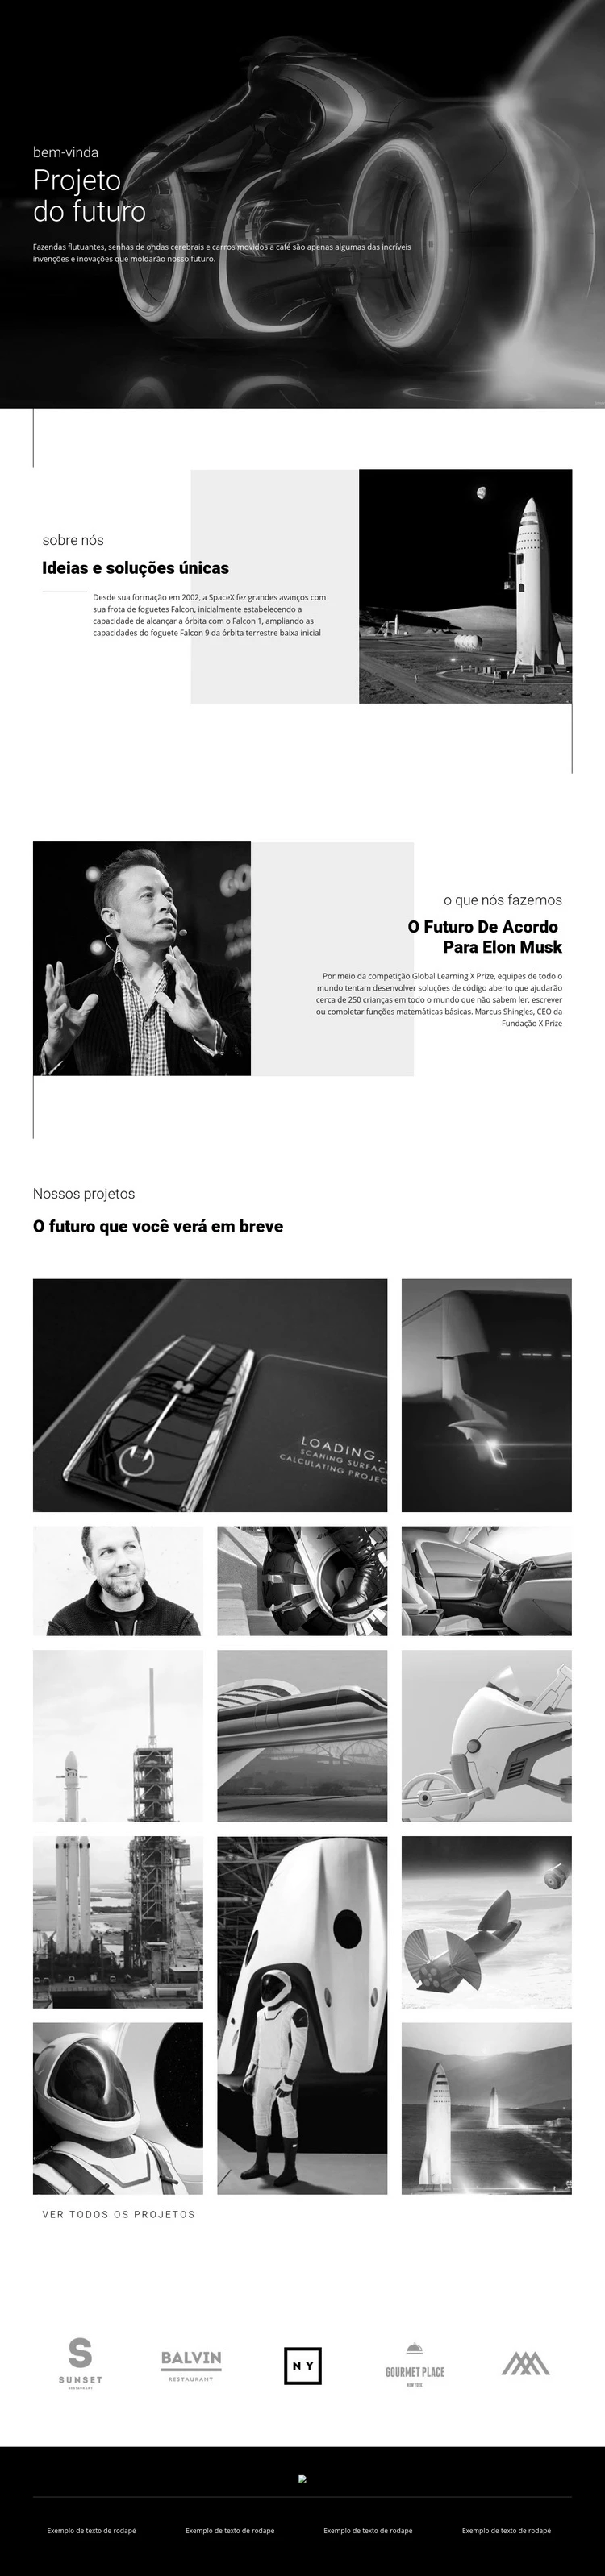 bem-vinda
Projeto
do futuro
Fazendas flutuantes, senhas de ondas cerebrais e carros movidos a café são apenas algumas das incríveis
invenções e inovações que moldarão nosso futuro.
sobre nós
Ideias e soluções únicas
Desde sua formação em 2002, a SpaceX fez grandes avanços com
sua frota de foguetes Falcon, inicialmente estabelecendo a
capacidade de alcançar a órbita com o Falcon 1, ampliando as
capacidades do foguete Falcon 9 da órbita terrestre baixa inicial
o que nós fazemos
O Futuro De Acordo
Para Elon Musk
Por meio da competição Global Learning X Prize, equipes de todo o
mundo tentam desenvolver soluções de código aberto que ajudarão
cerca de 250 crianças em todo o mundo que não sabem ler, escrever
ou completar funções matemáticas básicas. Marcus Shingles, CEO da
Fundação X Prize
Nossos projetos
O futuro que você verá em breve
LOADING..
SCANING SURFAC
CALCULATING PROJEC
VER TODOS OS PROJETOS
S
SUNSET
RESTAURANT
BALVIN
RESTAURANT
N Y
GOURMET PLACE
NEW YORK
Exemplo de texto de rodapé
Exemplo de texto de rodapé
Exemplo de texto de rodapé
Exemplo de texto de rodapé